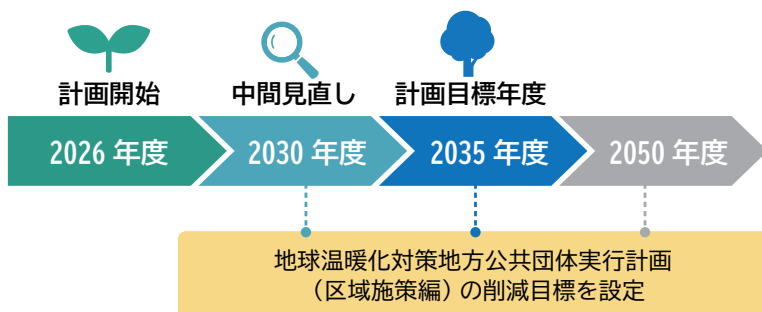 計画開始
中間見直し
計画目標年度
2026 年度
2030 年度
2035 年度
2050 年度
地球温暖化対策地方公共団体実行計画
（区域施策編）の削減目標を設定